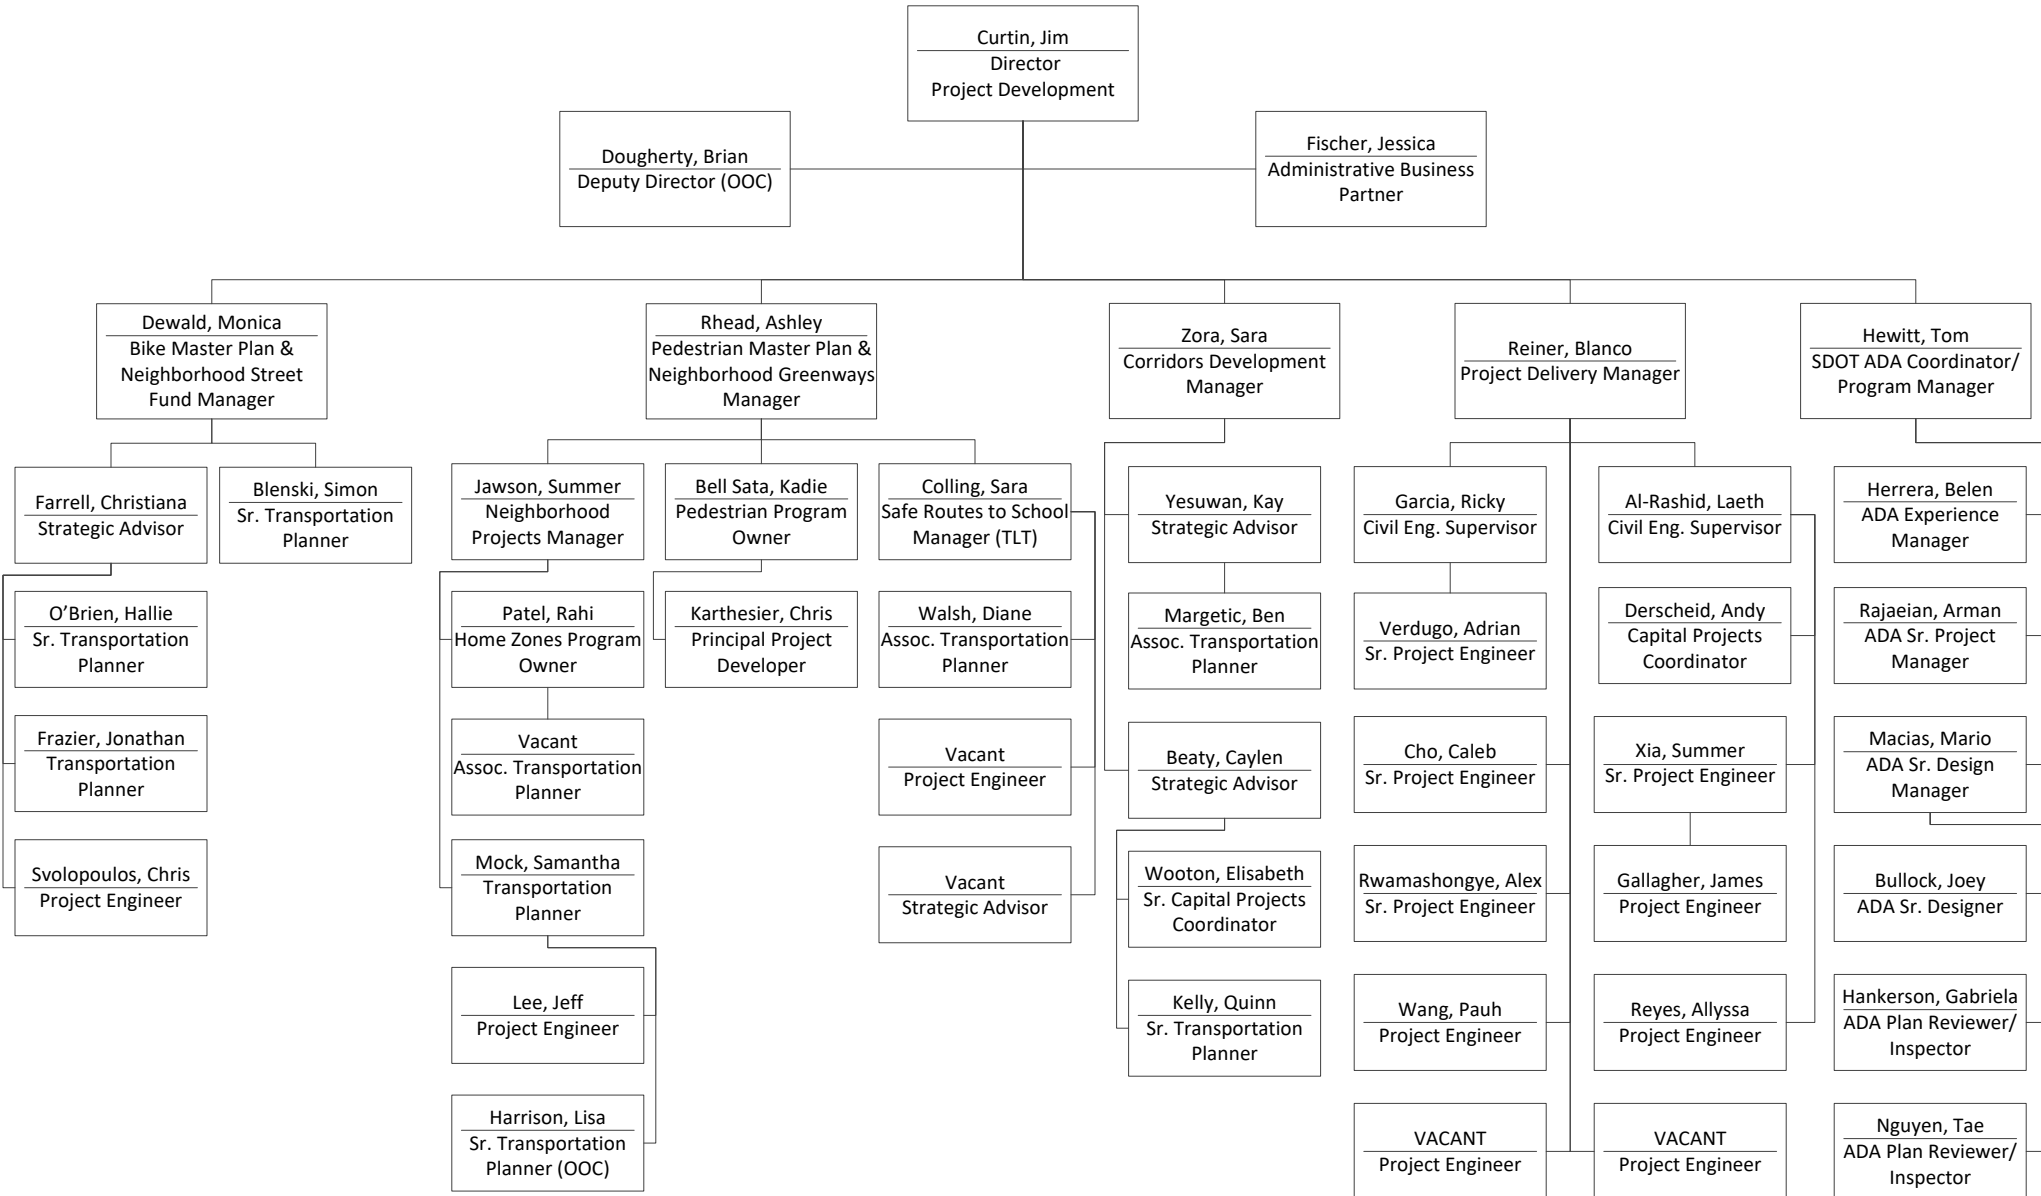 Curtin, Jim
Director
Project Development
Dougherty, Brian
Deputy Director (OOC)
Fischer, Jessica
Administrative Business
Partner
Dewald, Monica
Bike Master Plan &
Neighborhood Street
Fund Manager
Rhead, Ashley
Pedestrian Master Plan &
Neighborhood Greenways
Manager
Zora, Sara
Corridors Development
Manager
Reiner, Blanco
Project Delivery Manager
Hewitt, Tom
SDOT ADA Coordinator/
Program Manager
Farrell, Christiana
Strategic Advisor
Blenski, Simon
Sr. Transportation
Planner
Jawson, Summer
Neighborhood
Projects Manager
Bell Sata, Kadie
Pedestrian Program
Owner
Colling, Sara
Safe Routes to School
Manager (TLT)
Yesuwan, Kay
Strategic Advisor
Garcia, Ricky
Civil Eng. Supervisor
Al-Rashid, Laeth
Civil Eng. Supervisor
Herrera, Belen
ADA Experience
Manager
O’Brien, Hallie
Sr. Transportation
Planner
Patel, Rahi
Home Zones Program
Owner
Karthesier, Chris
Principal Project
Developer
Walsh, Diane
Assoc. Transportation
Planner
Margetic, Ben
Assoc. Transportation
Planner
Verdugo, Adrian
Sr. Project Engineer
Derscheid, Andy
Capital Projects
Coordinator
Rajaeian, Arman
ADA Sr. Project
Manager
Frazier, Jonathan
Transportation
Planner
Vacant
Assoc. Transportation
Planner
Vacant
Project Engineer
Beaty, Caylen
Strategic Advisor
Cho, Caleb
Sr. Project Engineer
Xia, Summer
Sr. Project Engineer
Macias, Mario
ADA Sr. Design
Manager
Svolopoulos, Chris
Project Engineer
Mock, Samantha
Transportation
Planner
Vacant
Strategic Advisor
Wooton, Elisabeth
Sr. Capital Projects
Coordinator
Rwamashongye, Alex
Sr. Project Engineer
Gallagher, James
Project Engineer
Bullock, Joey
ADA Sr. Designer
Lee, Jeff
Project Engineer
Kelly, Quinn
Sr. Transportation
Planner
Wang, Pauh
Project Engineer
Reyes, Allyssa
Project Engineer
Hankerson, Gabriela
ADA Plan Reviewer/
Inspector
Harrison, Lisa
Sr. Transportation
Planner (OOC)
VACANT
Project Engineer
VACANT
Project Engineer
Nguyen, Tae
ADA Plan Reviewer/
Inspector